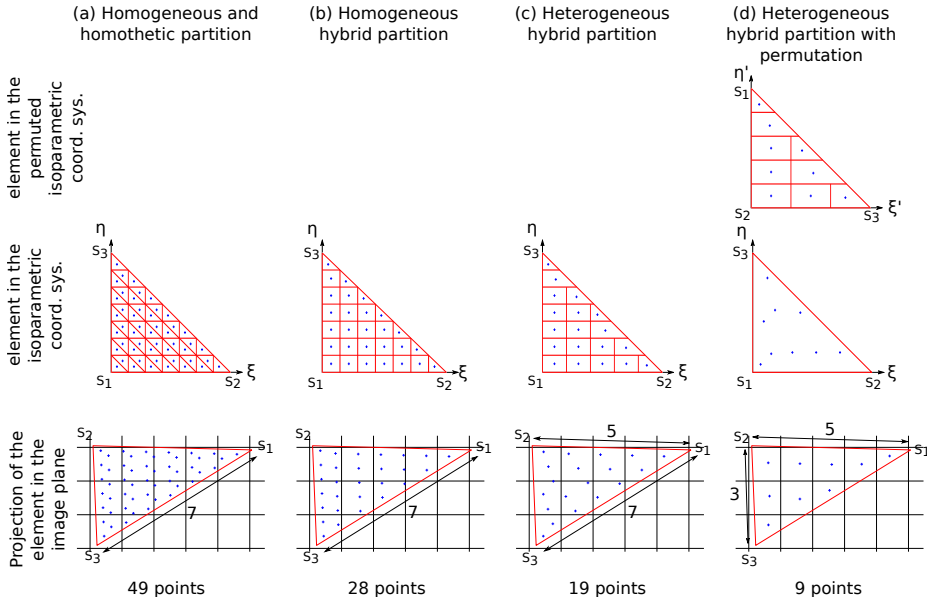 (a) Homogeneous and
homothetic partition
(b) Homogeneous
hybrid partition
(c) Heterogeneous
hybrid partition
(d) Heterogeneous
hybrid partition with
permutation
element in the
permuted
isoparametric
coord. sys.
η'
S1
S2
S3
ξ'
element in the
isoparametric
coord. sys.
η
S3
S1
S2
ξ
η
S3
S1
S2
ξ
η
S3
S1
S2
ξ
η
S3
S1
S2
ξ
Projection of the
element in the
image plane
S2
S1
7
S3
S2
S1
7
S3
S2
5
S1
7
S3
S2
5
S1
3
S3
49 points
28 points
19 points
9 points